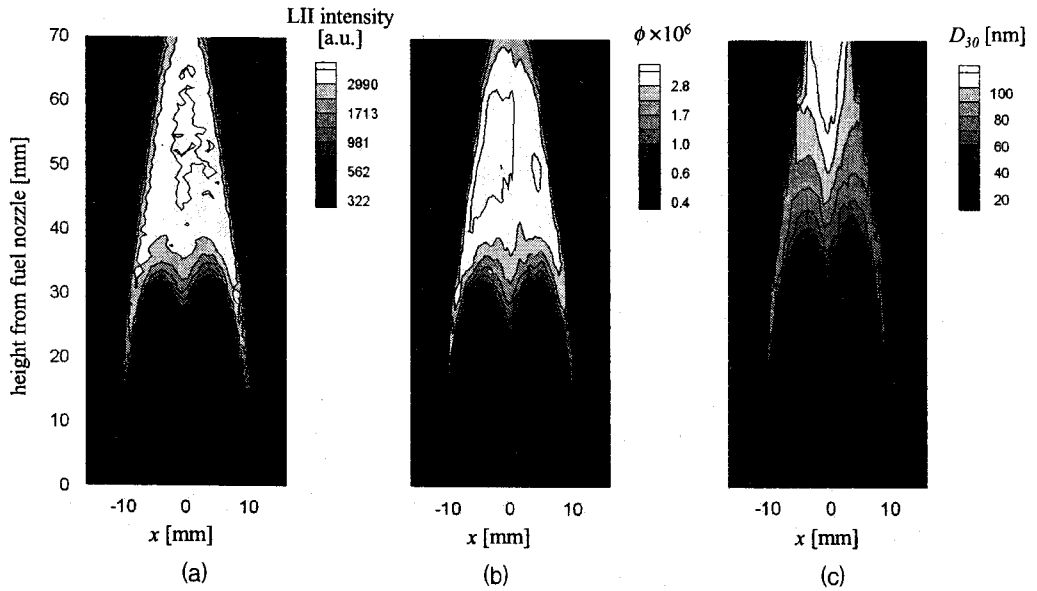 LII intensity
[a.u.]
2990
1713
981
562
322
ϕ×10⁶
2.8
1.7
1.0
0.6
0.4
D₃₀ [nm]
100
80
60
40
20
height from fuel nozzle [mm]
70
60
50
40
30
20
10
0
-10 0 10
x [mm]
(a)
-10 0 10
x [mm]
(b)
-10 0 10
x [mm]
(c)